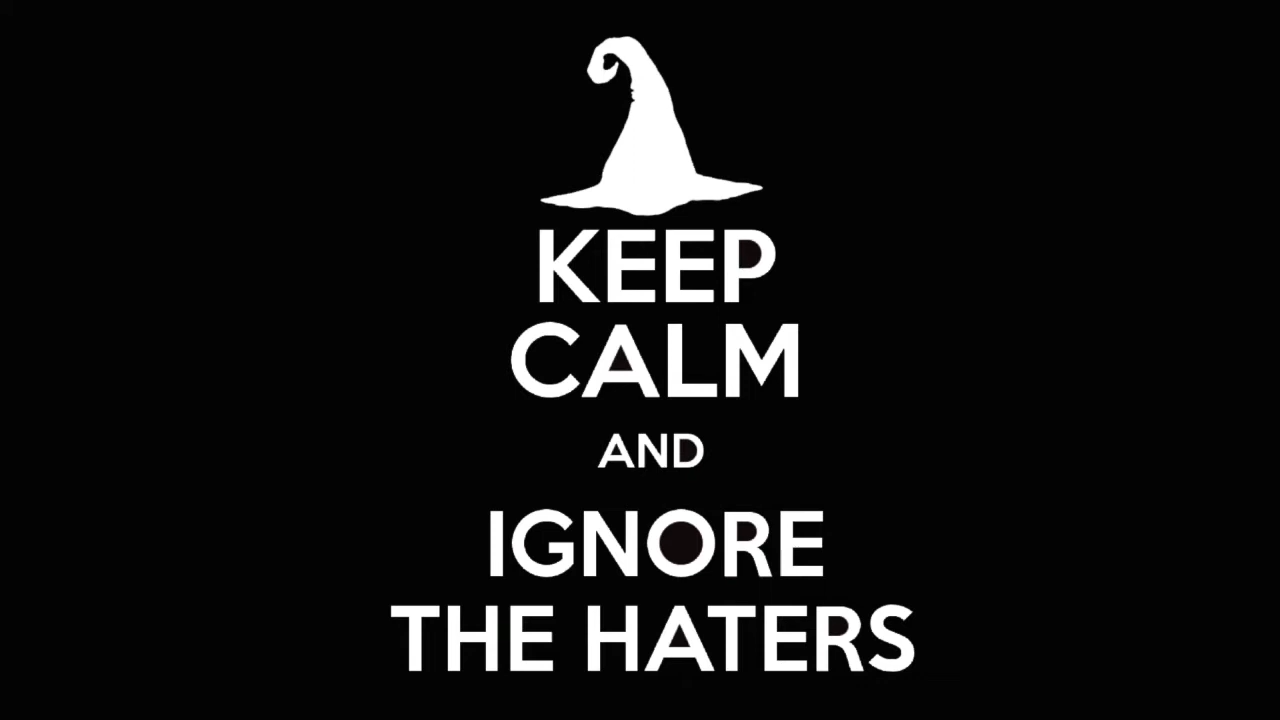 KEEP
CALM
AND
IGNORE
THE HATERS